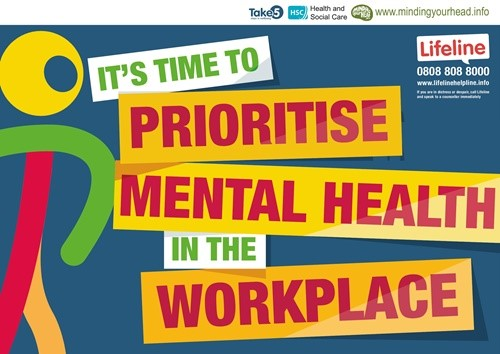 Take5
HSC Health and
Social Care
www.mindingyourhead.info
Lifeline
0808 808 8000
www.lifelinehelpline.info
If you are in distress or despair, call Lifeline
and speak to a counsellor immediately
IT'S TIME TO
PRIORITISE
MENTAL HEALTH
IN THE
WORKPLACE